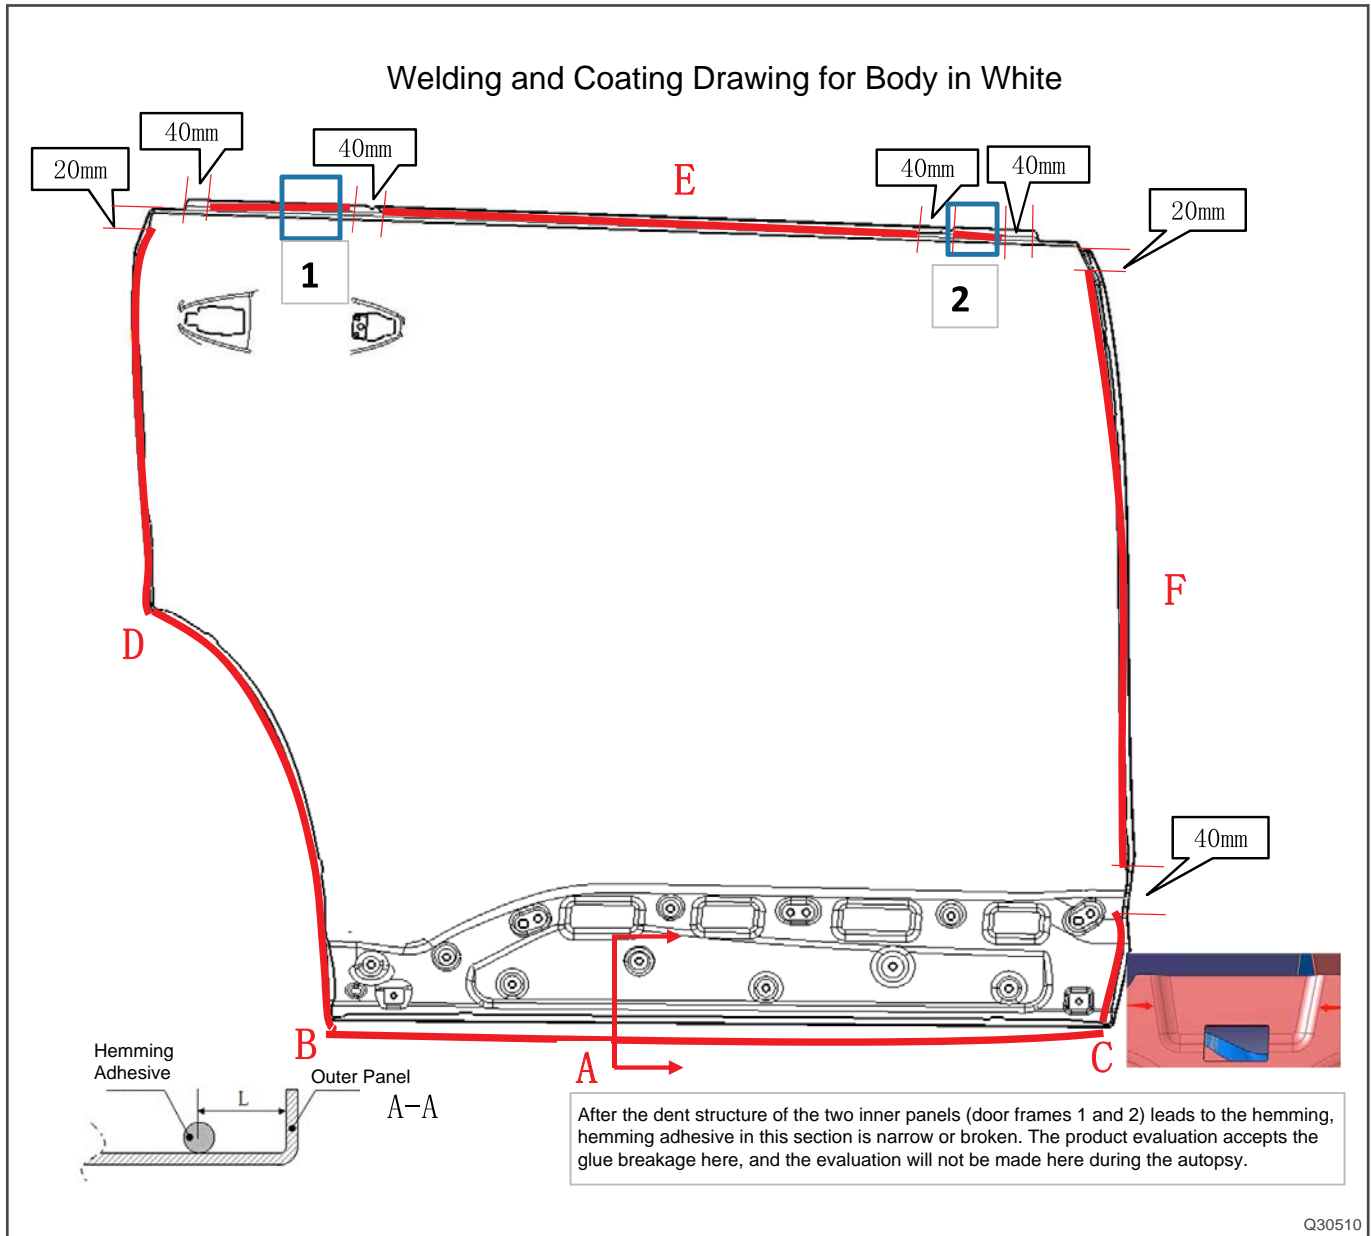 Welding and Coating Drawing for Body in White
40mm
40mm
20mm
E
40mm
40mm
20mm
1
2
F
D
40mm
B
A
C
Hemming
Adhesive
Outer Panel
L
A-A
After the dent structure of the two inner panels (door frames 1 and 2) leads to the hemming,
hemming adhesive in this section is narrow or broken. The product evaluation accepts the
glue breakage here, and the evaluation will not be made here during the autopsy.
Q30510